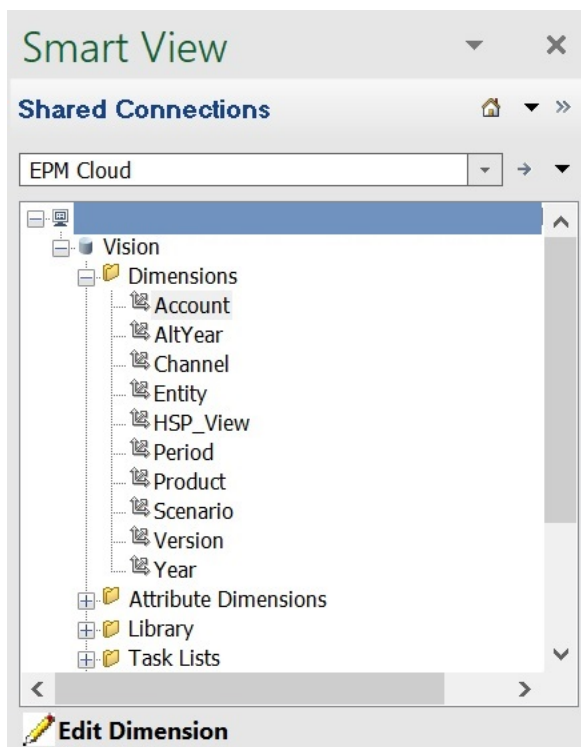 Smart View
Shared Connections
EPM Cloud
Vision
Dimensions
Account
AltYear
Channel
Entity
HSP_View
Period
Product
Scenario
Version
Year
Attribute Dimensions
Library
Task Lists
Edit Dimension